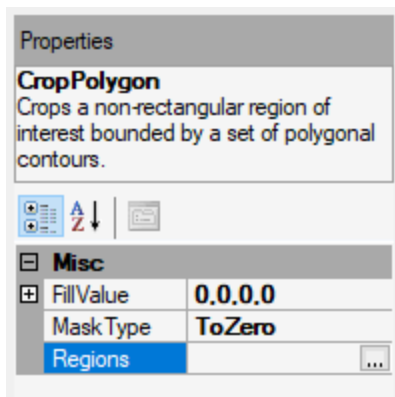 Properties
CropPolygon
Crops a non-rectangular region of
interest bounded by a set of polygonal
contours.
A
Z
Misc
FillValue 0,0,0,0
MaskType ToZero
Regions ...